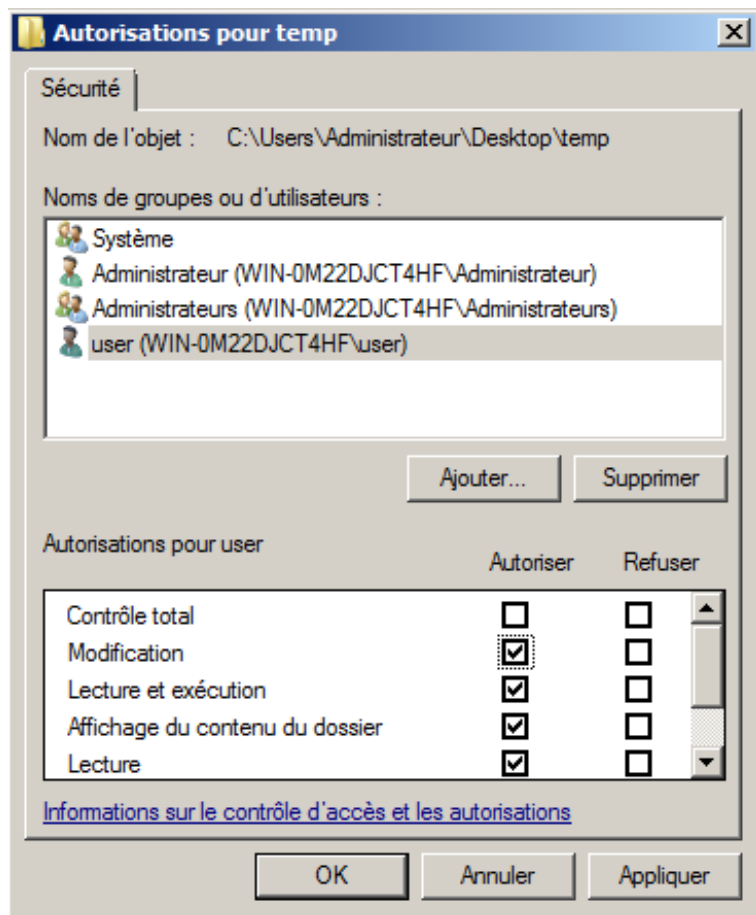 Autorisations pour temp
Sécurité
Nom de l'objet : C:\Users\Administrateur\Desktop\temp
Noms de groupes ou d'utilisateurs :
Système
Administrateur (WIN-0M22DJCT4HF\Administrateur)
Administrateurs (WIN-0M22DJCT4HF\Administrateurs)
user (WIN-0M22DJCT4HF\user)
Ajouter... Supprimer
Autorisations pour user Autoriser Refuser
Contrôle total
Modification
Lecture et exécution
Affichage du contenu du dossier
Lecture
Informations sur le contrôle d'accès et les autorisations
OK Annuler Appliquer